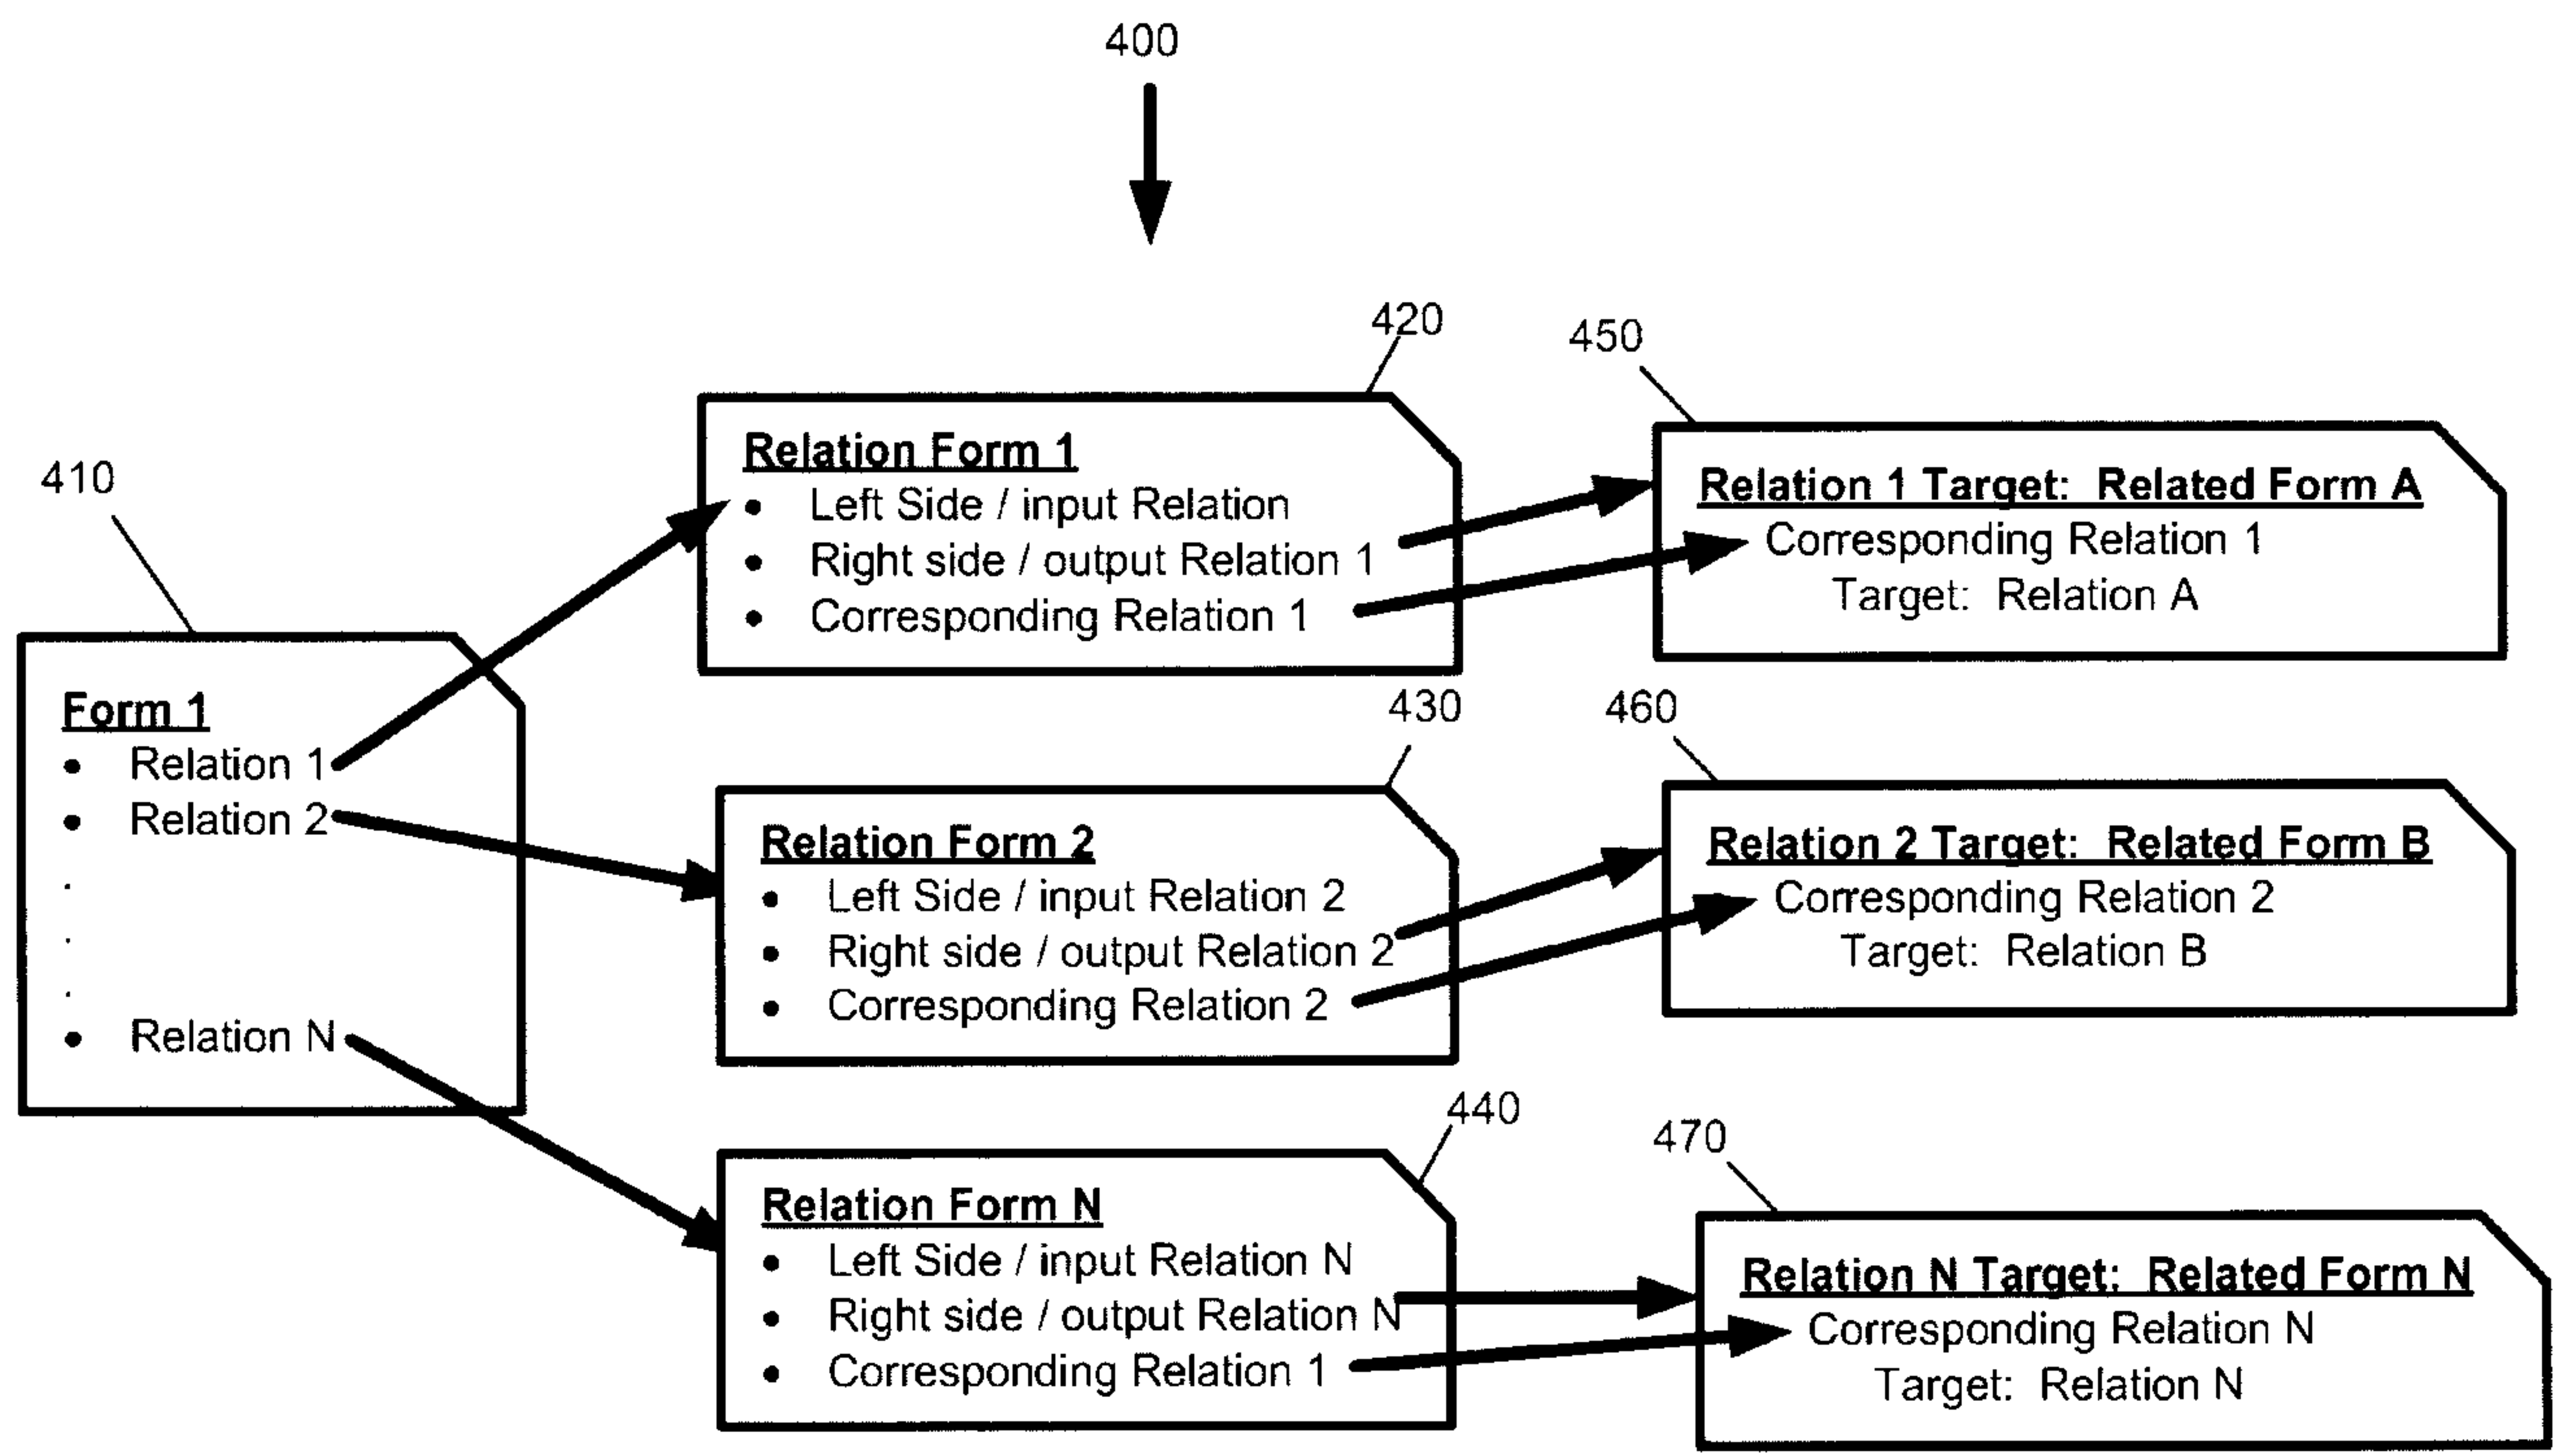 400
420
450
Relation Form 1
• Left Side / input Relation
• Right side / output Relation 1
• Corresponding Relation 1
Relation 1 Target: Related Form A
Corresponding Relation 1
Target: Relation A
410
Form 1
• Relation 1
• Relation 2
.
.
.
• Relation N
430
460
Relation Form 2
• Left Side / input Relation 2
• Right side / output Relation 2
• Corresponding Relation 2
Relation 2 Target: Related Form B
Corresponding Relation 2
Target: Relation B
440
470
Relation Form N
• Left Side / input Relation N
• Right side / output Relation N
• Corresponding Relation 1
Relation N Target: Related Form N
Corresponding Relation N
Target: Relation N